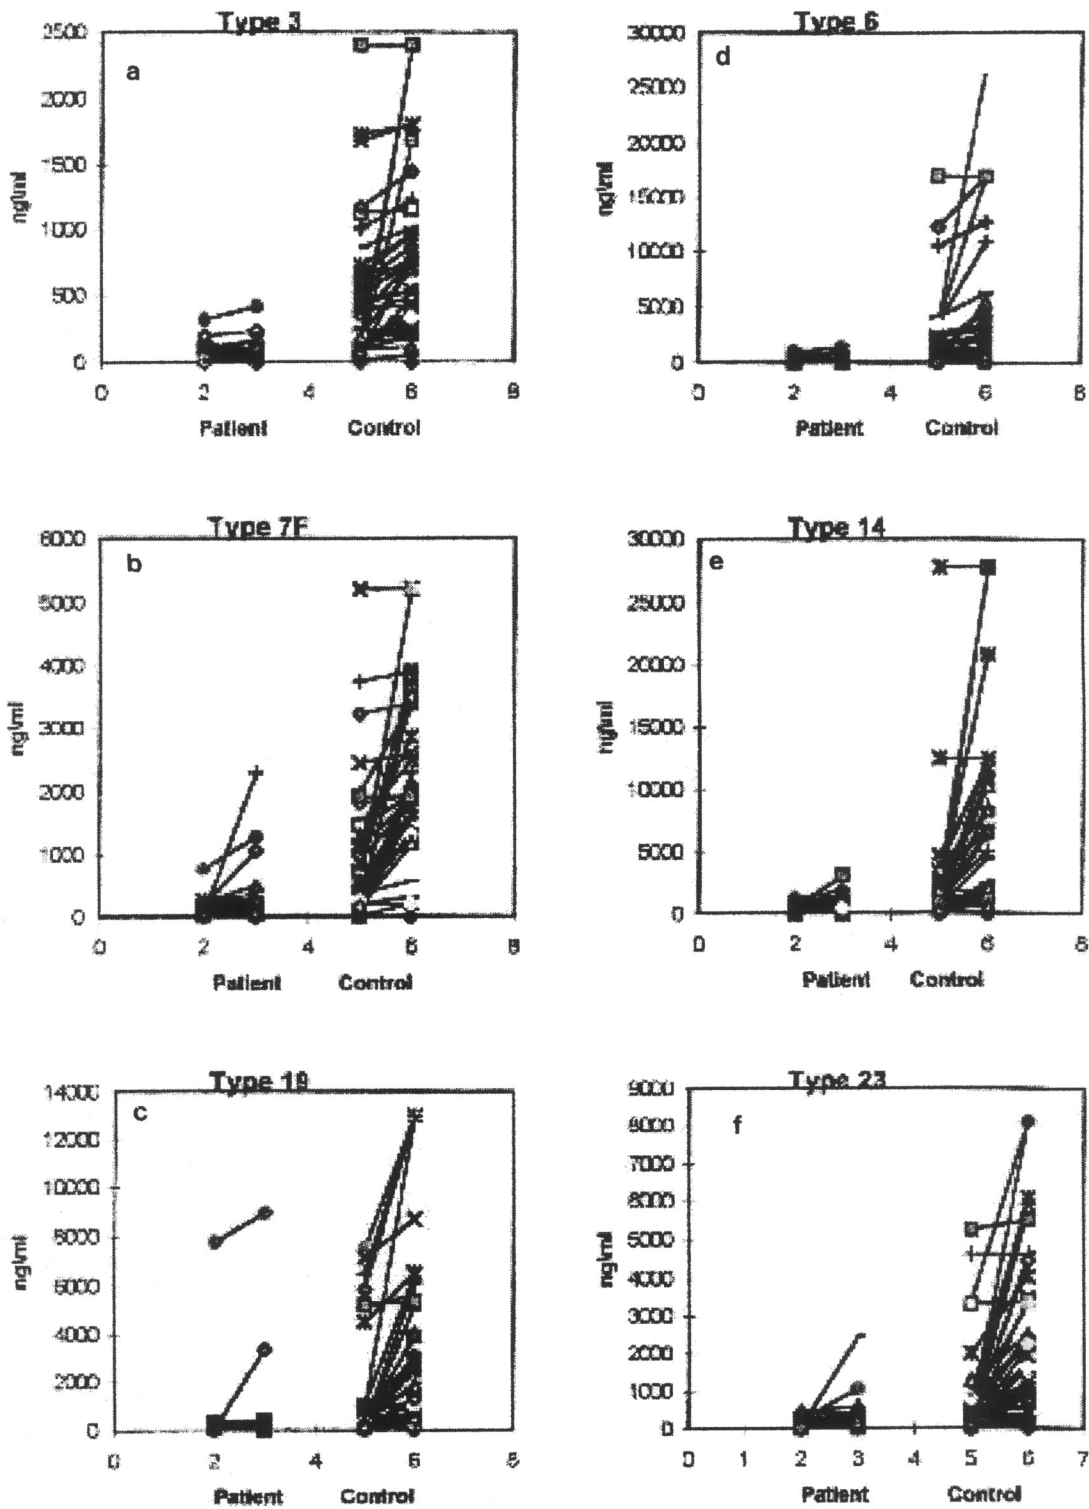 Type 3
2500
a
2000
1500
1000
500
0
ng\ml
0 2 4 6 8
Patient Control
Type 6
30000
d
25000
20000
15000
10000
5000
0
ng\ml
0 2 4 6 8
Patient Control
Type 7F
6000
b
5000
4000
3000
2000
1000
0
ng\ml
0 2 4 6 8
Patient Control
Type 14
30000
e
25000
20000
15000
10000
5000
0
ng\ml
0 2 4 6 8
Patient Control
Type 19
14000
c
12000
10000
8000
6000
4000
2000
0
ng\ml
0 2 4 6 8
Patient Control
Type 23
9000
8000
f
7000
6000
5000
4000
3000
2000
1000
0
ng\ml
0 1 2 3 4 5 6 7
Patient Control